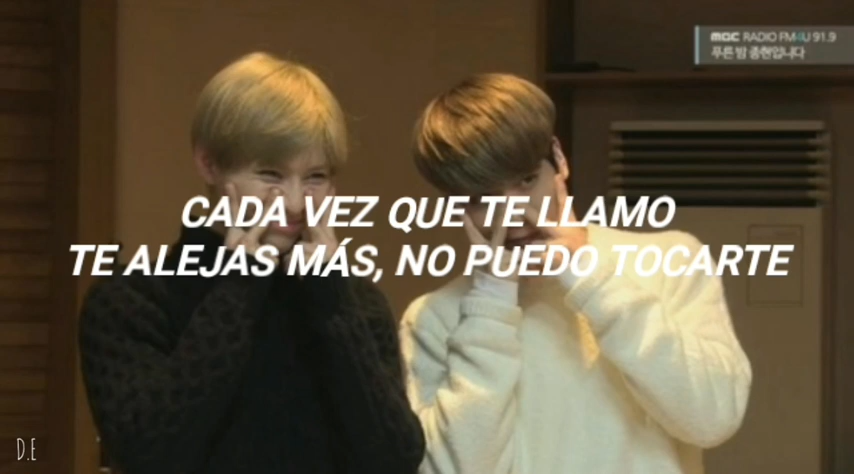 MBC RADIO FM4U 91.9
푸른 밤 종현입니다
CADA VEZ QUE TE LLAMO
TE ALEJAS MÁS, NO PUEDO TOCARTE
D.E